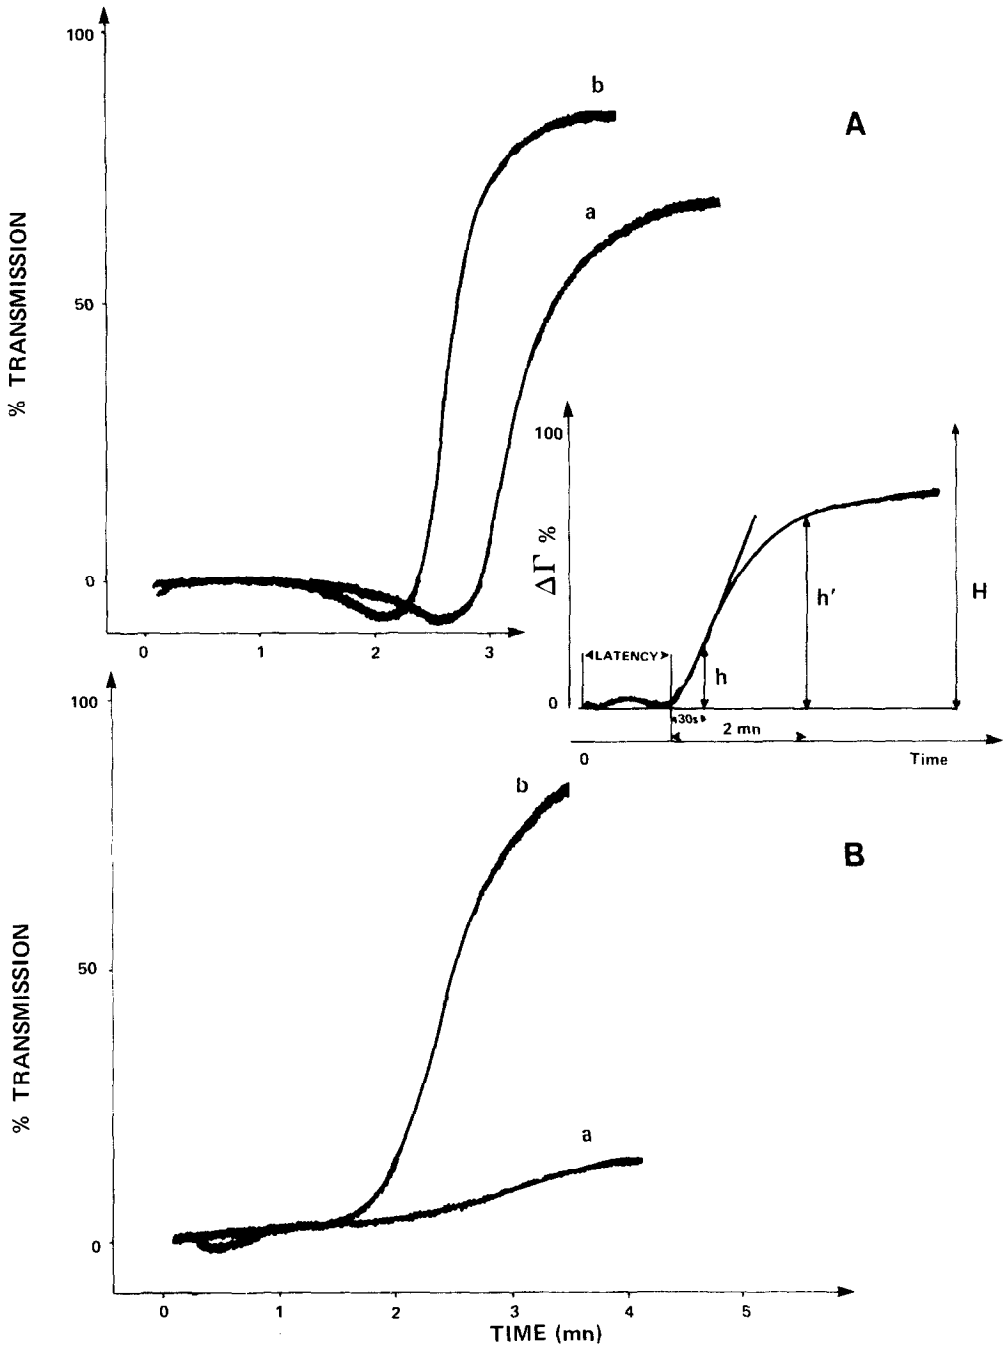 100
b
A
% TRANSMISSION
a
50
0
0
1
2
3
100
ΔΓ %
h'
H
LATENCY
h
0
30s
2 mn
0
Time
100
b
B
% TRANSMISSION
50
a
0
0
1
2
3
4
5
TIME (mn)